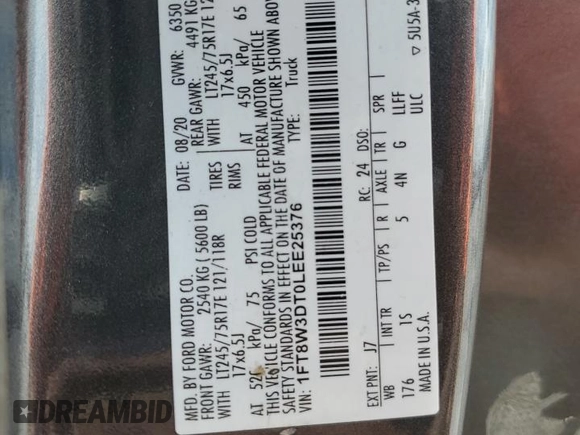 MFD. BY FORD MOTOR CO.
DATE: 08/20 GVWR: 6350
FRONT GAWR: 2540 KG ( 5600 LB) REAR GAWR: 4491 KG
WITH LT245/75R17E 121/118R TIRES WITH LT245/75R17E 12
17x6.5J RIMS 17x6.5J
AT kPa/ 75 PSI COLD AT 450 kPa/ 65
THIS VEHICLE CONFORMS TO ALL APPLICABLE FEDERAL MOTOR VEHICLE
STANDARDS IN EFFECT ON THE DATE OF MANUFACTURE SHOWN ABOV
VIN: 1FT8W3DT0LEE25376 TYPE: Truck
EXT PNT: J7 RC: 24 DSO:
WB INT TR TP/PS R AXLE TR SPR
176 1S 5 4N G LLFF
MADE IN U.S.A. ULC
▽ 5U5A-3
DREAMBID